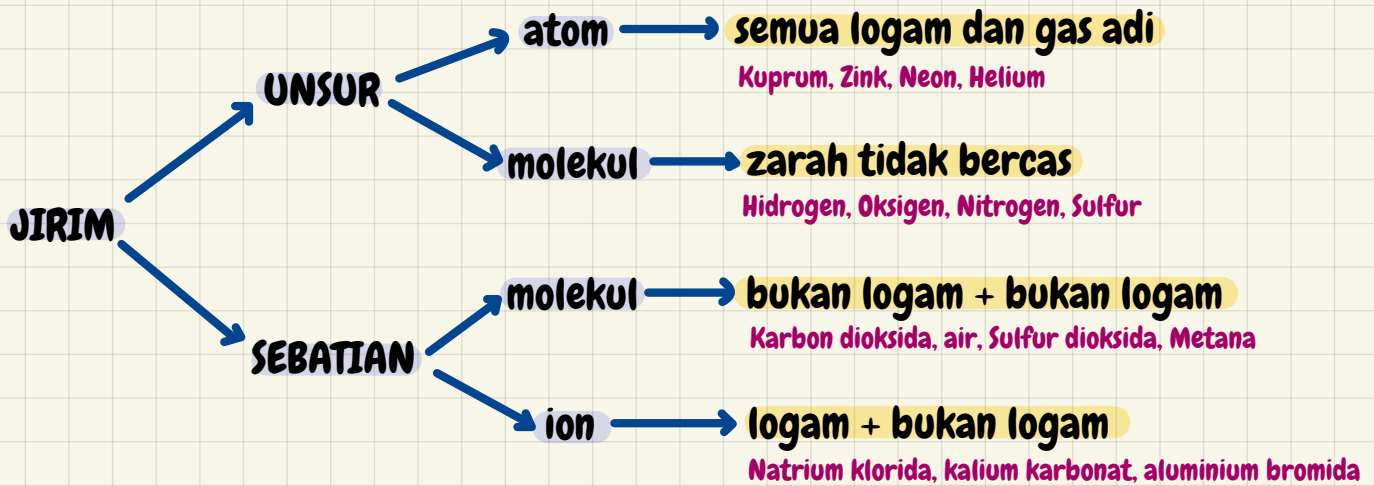 atom
semua logam dan gas adi
Kuprum, Zink, Neon, Helium
UNSUR
molekul
zarah tidak bercas
Hidrogen, Oksigen, Nitrogen, Sulfur
JIRIM
molekul
bukan logam + bukan logam
Karbon dioksida, air, Sulfur dioksida, Metana
SEBATIAN
ion
logam + bukan logam
Natrium klorida, kalium karbonat, aluminium bromida